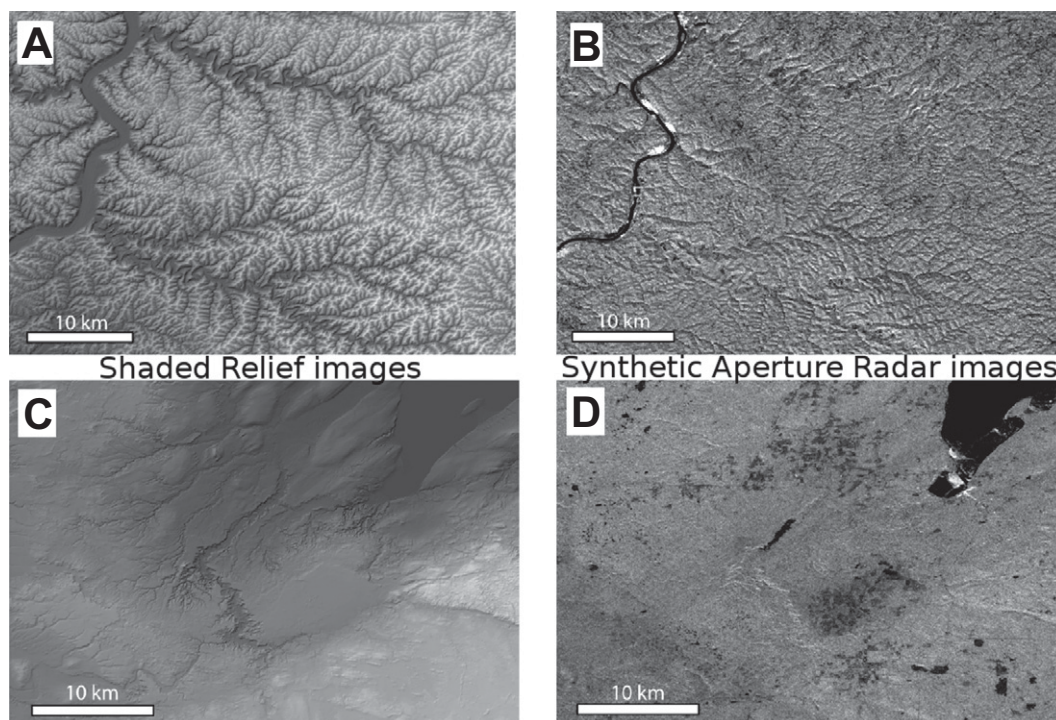 A
B
10 km
10 km
Shaded Relief images
Synthetic Aperture Radar images
C
D
10 km
10 km